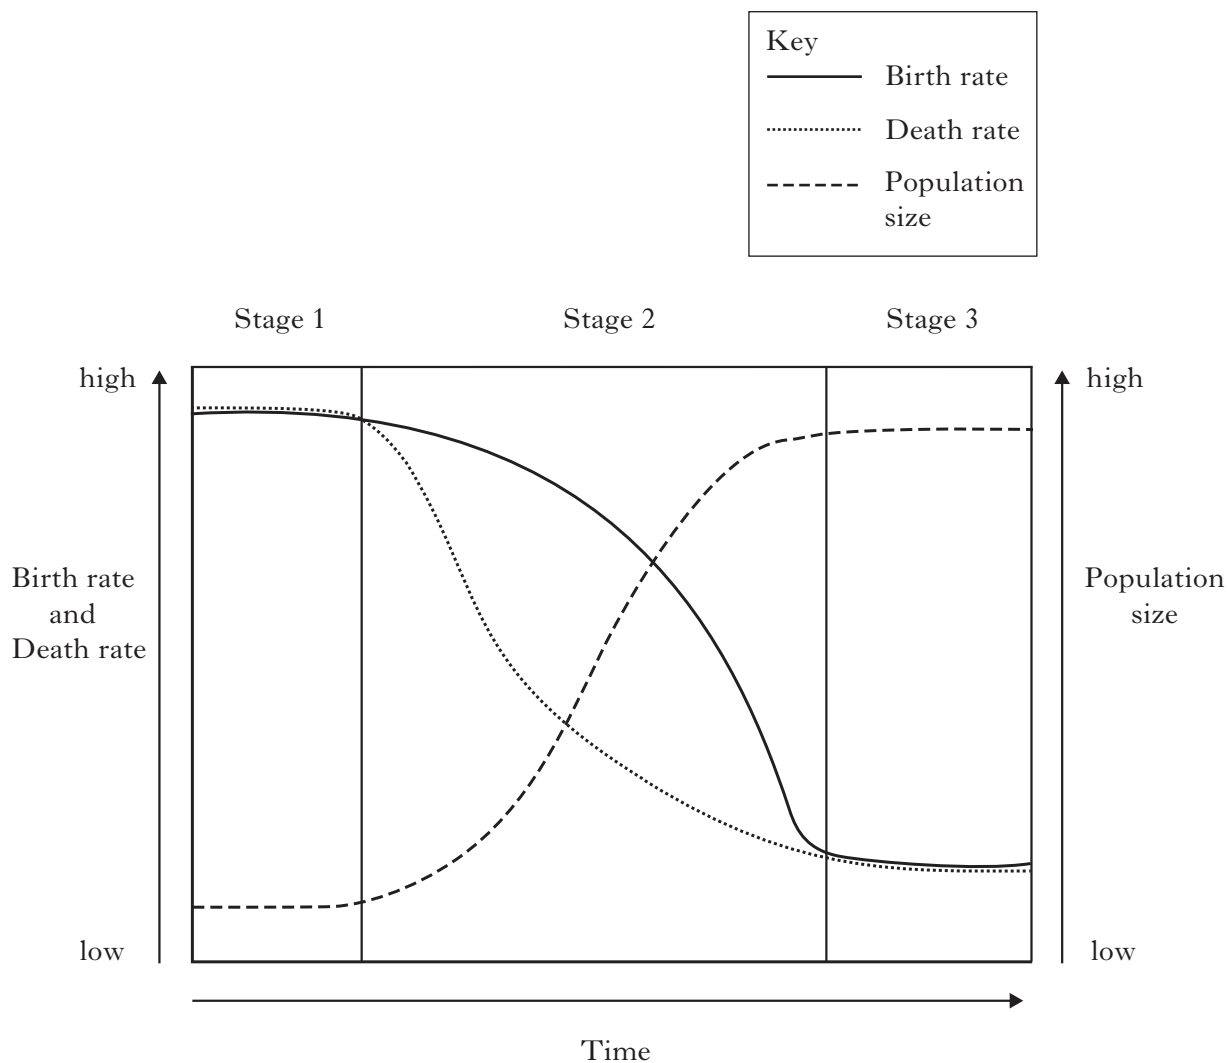 Key
Birth rate
Death rate
Population
size
Stage 1
Stage 2
Stage 3
high
high
Birth rate
and
Death rate
Population
size
low
low
Time